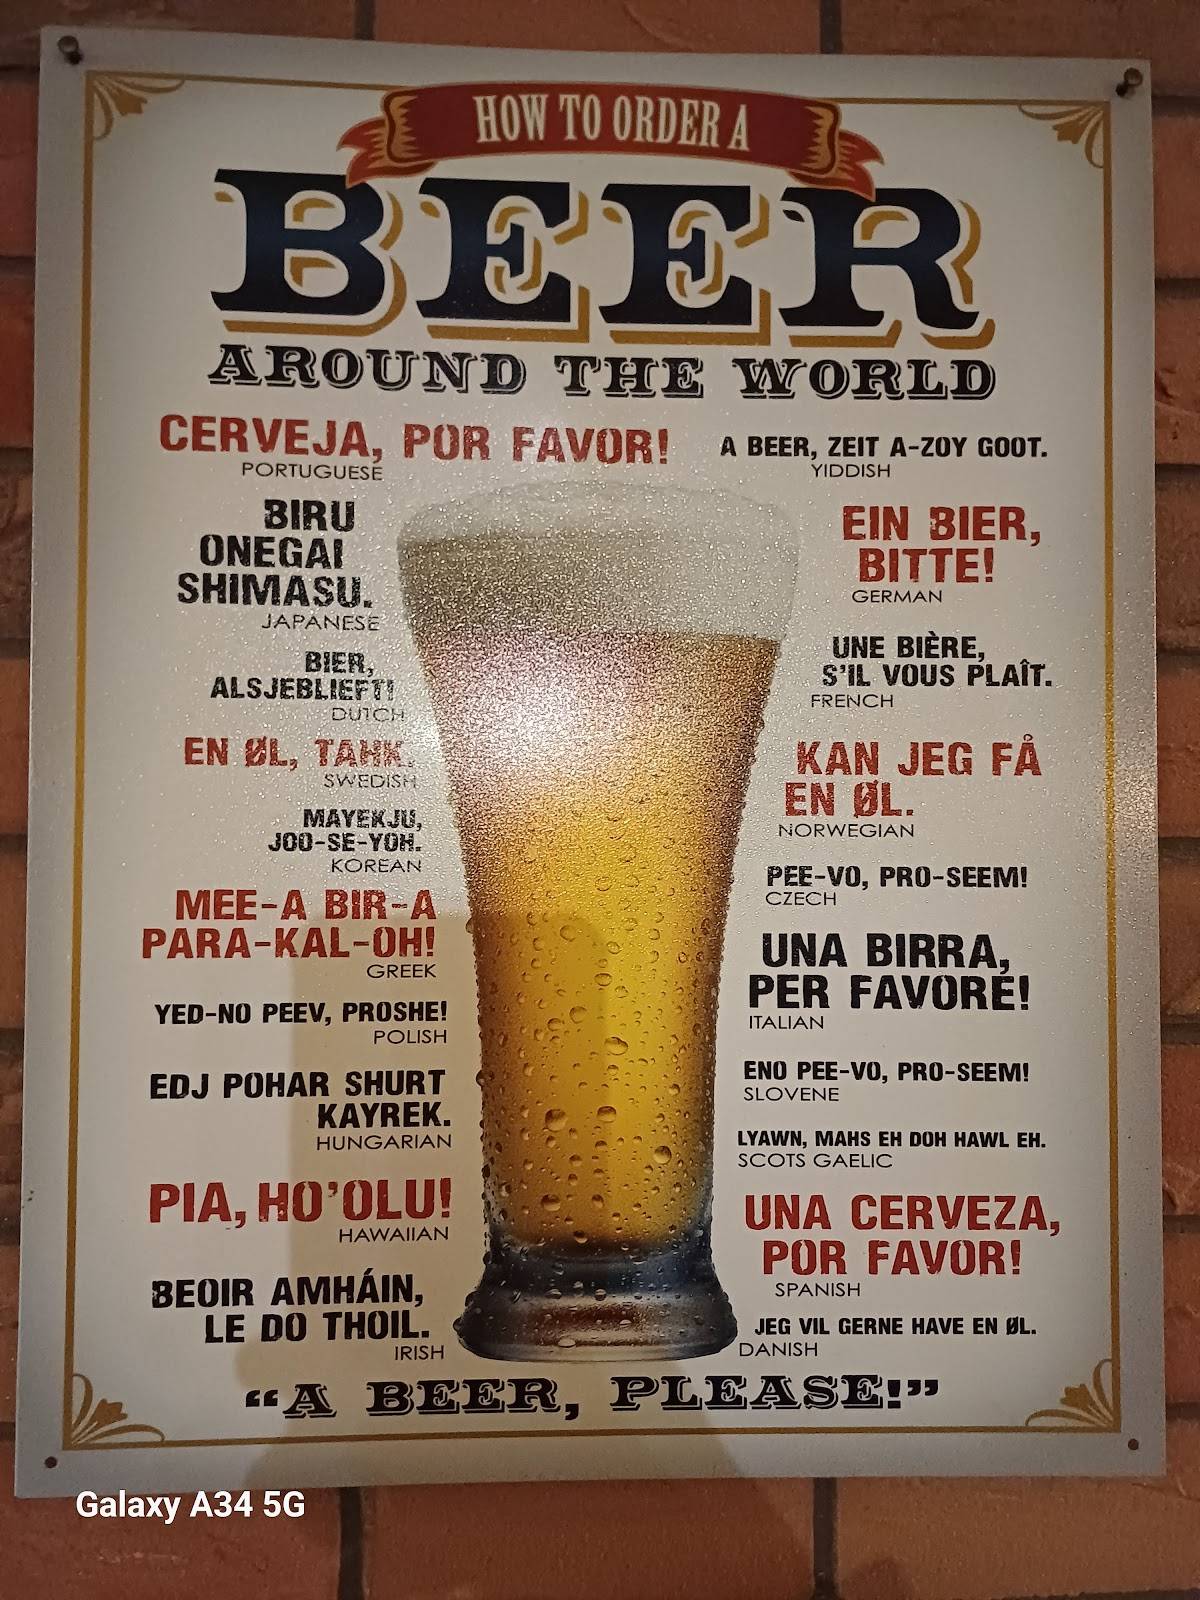 HOW TO ORDER A
BEER
AROUND THE WORLD
CERVEJA, POR FAVOR!
PORTUGUESE
BIRU
ONEGAI
SHIMASU.
JAPANESE
BIER,
ALSJEBLIEFT!
DUTCH
EN ØL, TAHK.
SWEDISH
MAYEKJU,
JOO-SE-YOH.
KOREAN
MEE-A BIR-A
PARA-KAL-OH!
GREEK
YED-NO PEEV, PROSHE!
POLISH
EDJ POHAR SHURT
KAYREK.
HUNGARIAN
PIA, HO'OLU!
HAWAIIAN
BEOIR AMHÁIN,
LE DO THOIL.
IRISH
A BEER, ZEIT A-ZOY GOOT.
YIDDISH
EIN BIER,
BITTE!
GERMAN
UNE BIÈRE,
S'IL VOUS PLAÎT.
FRENCH
KAN JEG FÅ
EN ØL.
NORWEGIAN
PEE-VO, PRO-SEEM!
CZECH
UNA BIRRA,
PER FAVORE!
ITALIAN
ENO PEE-VO, PRO-SEEM!
SLOVENE
LYAWN, MAHS EH DOH HAWL EH.
SCOTS GAELIC
UNA CERVEZA,
POR FAVOR!
SPANISH
JEG VIL GERNE HAVE EN ØL.
DANISH
"A BEER, PLEASE!"
Galaxy A34 5G